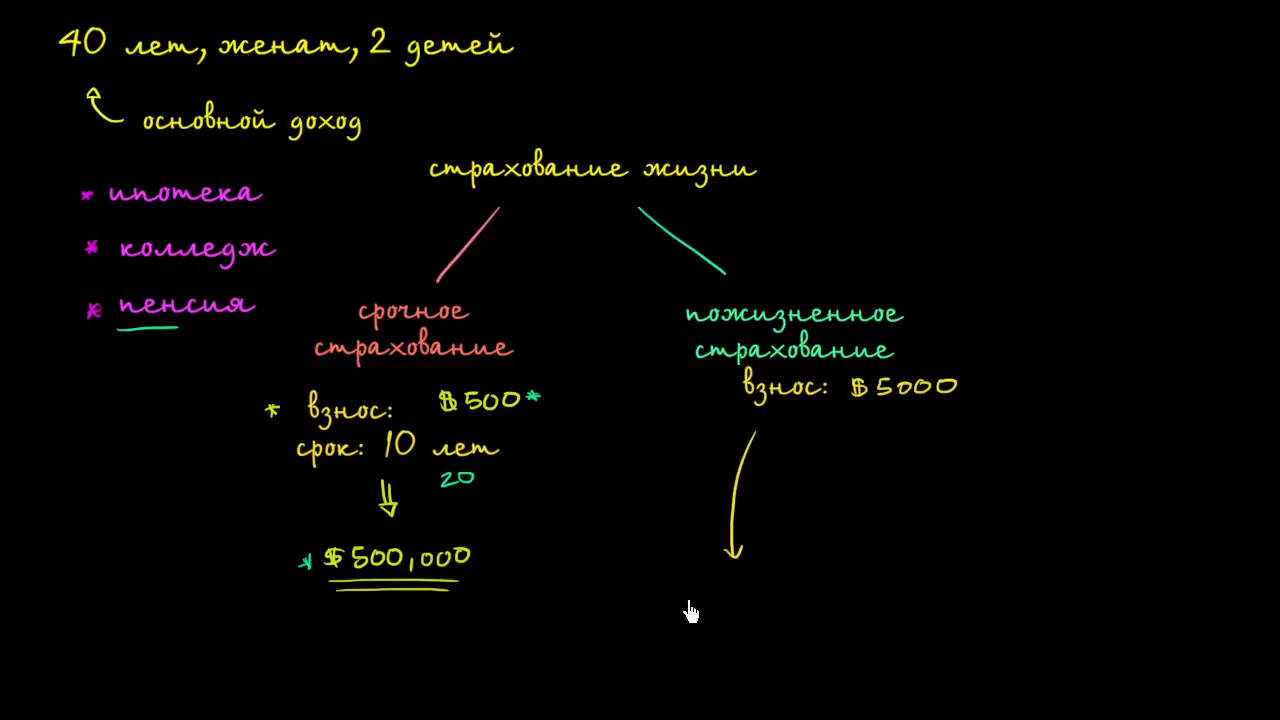 40 лет, женат, 2 детей
основной доход
страхование жизни
* ипотека
* колледж
* пенсия
срочное
страхование
* взнос: $500*
срок: 10 лет
20
* $500,000
пожизненное
страхование
взнос: $5000